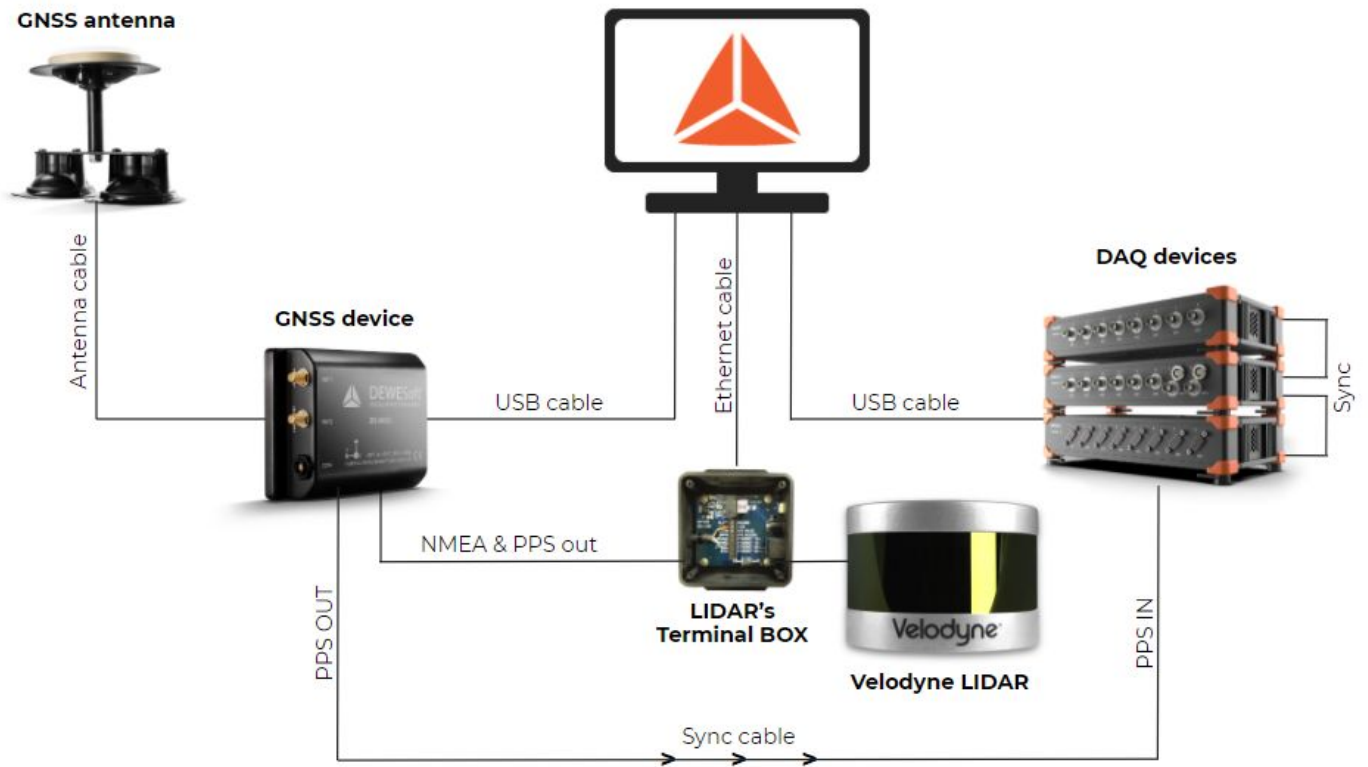 GNSS antenna
Antenna cable
GNSS device
DEWESoft
USB cable
Ethernet cable
USB cable
DAQ devices
Sync
NMEA & PPS out
LIDAR's
Terminal BOX
Velodyne
Velodyne LIDAR
PPS OUT
PPS IN
Sync cable